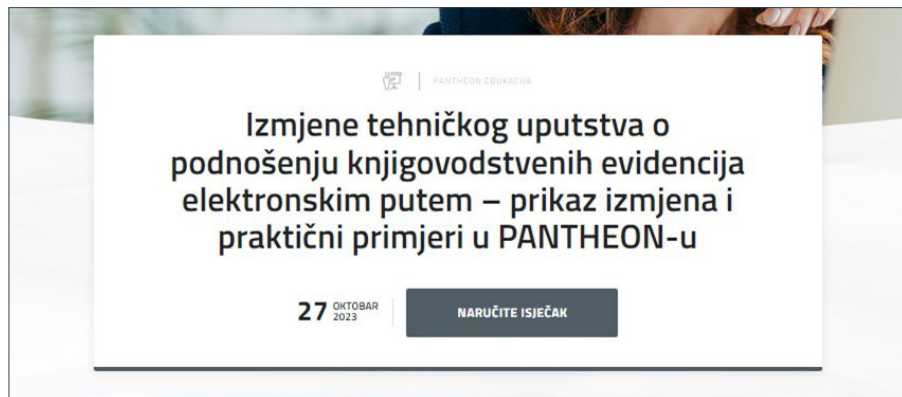 PANTHEON EDUKACIJA
Izmjene tehničkog uputstva o
podnošenju knjigovodstvenih evidencija
elektronskim putem – prikaz izmjena i
praktični primjeri u PANTHEON-u
27 OKTOBAR
2023
NARUČITE ISJEČAK